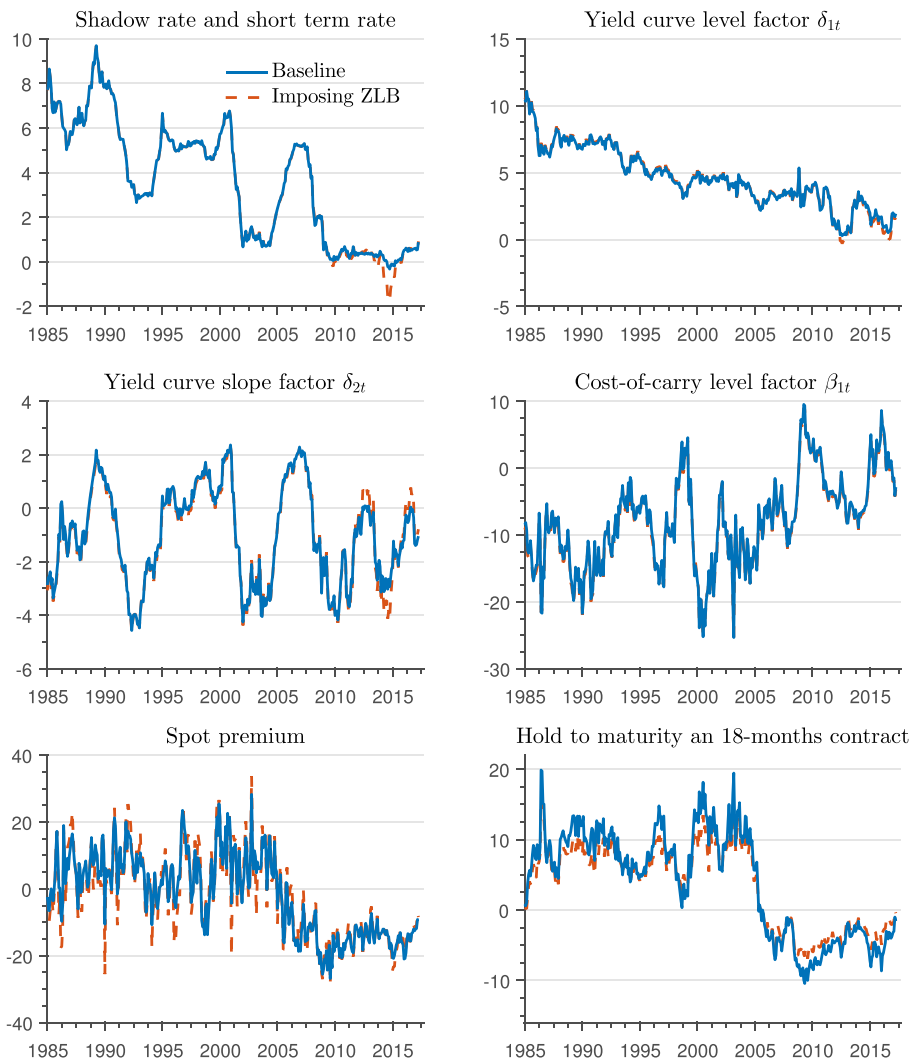 Shadow rate and short term rate
10
8
6
4
2
0
-2
Baseline
Imposing ZLB
1985 1990 1995 2000 2005 2010 2015
Yield curve level factor δ1t
15
10
5
0
-5
1985 1990 1995 2000 2005 2010 2015
Yield curve slope factor δ2t
4
2
0
-2
-4
-6
1985 1990 1995 2000 2005 2010 2015
Cost-of-carry level factor β1t
10
0
-10
-20
-30
1985 1990 1995 2000 2005 2010 2015
Spot premium
40
20
0
-20
-40
1985 1990 1995 2000 2005 2010 2015
Hold to maturity an 18-months contract
20
10
0
-10
1985 1990 1995 2000 2005 2010 2015